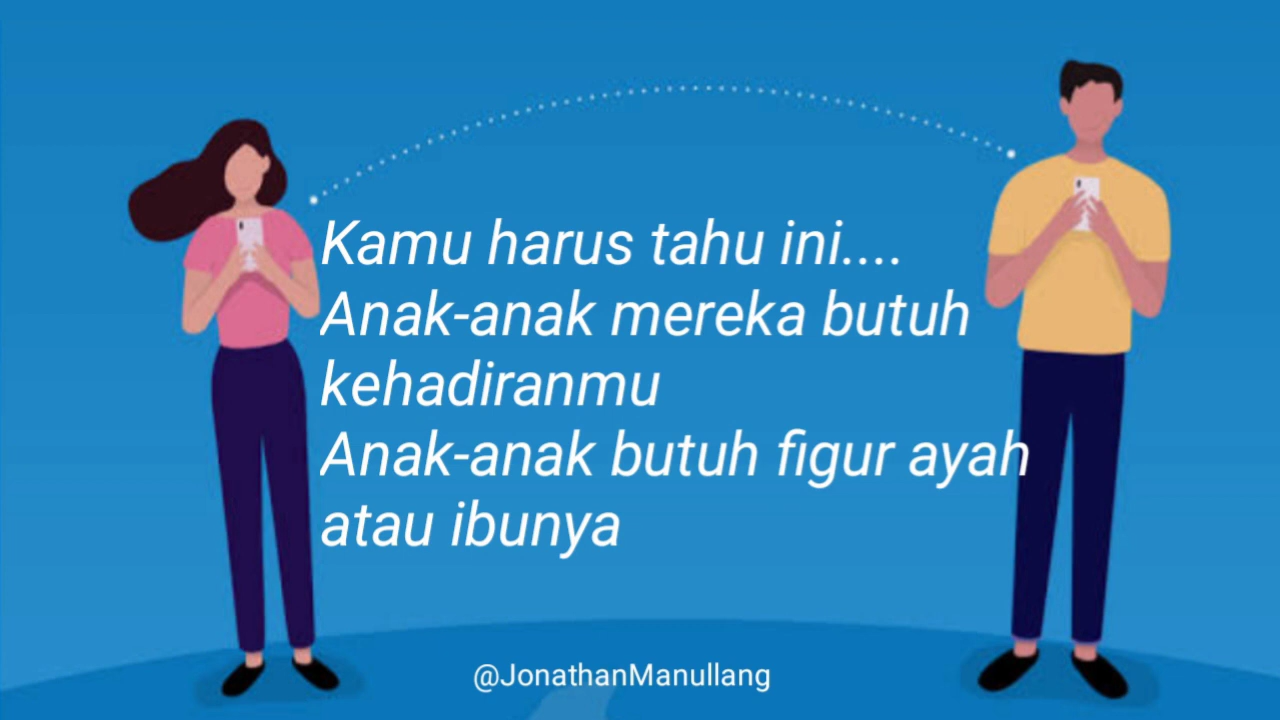 Kamu harus tahu ini....
Anak-anak mereka butuh
kehadiranmu
Anak-anak butuh figur ayah
atau ibunya
@JonathanManullang